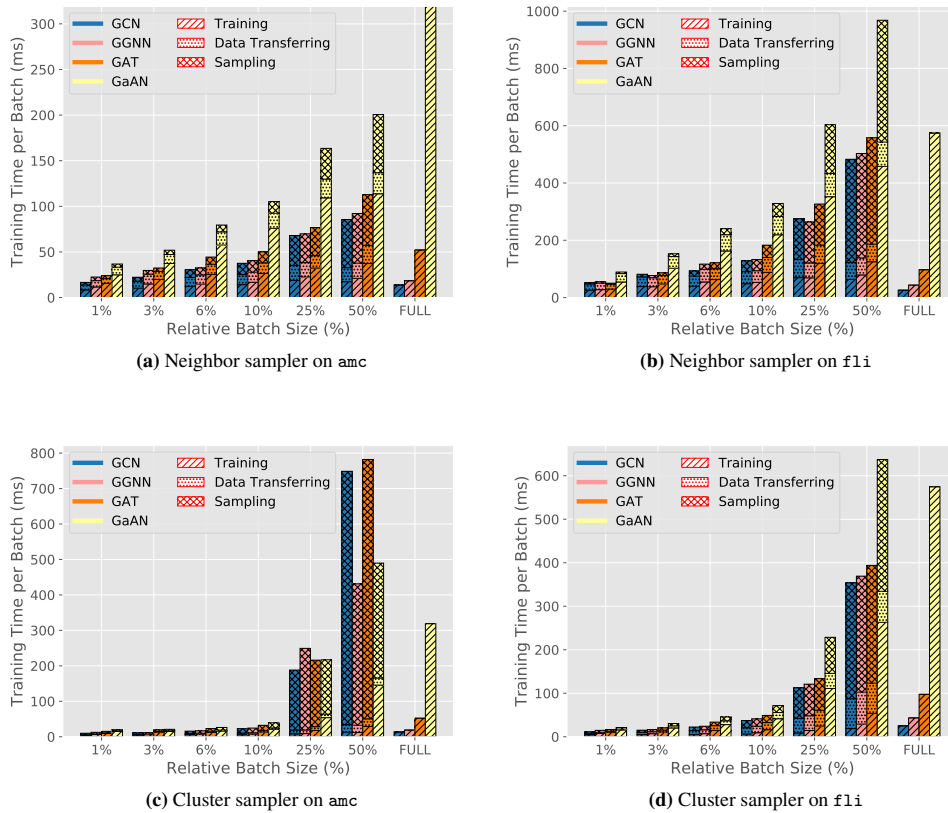 Training Time per Batch (ms)
300
250
200
150
100
50
0
GCN
GGNN
GAT
GaAN
Training
Data Transferring
Sampling
1% 3% 6% 10% 25% 50% FULL
Relative Batch Size (%)
(a) Neighbor sampler on amc
Training Time per Batch (ms)
1000
800
600
400
200
0
GCN
GGNN
GAT
GaAN
Training
Data Transferring
Sampling
1% 3% 6% 10% 25% 50% FULL
Relative Batch Size (%)
(b) Neighbor sampler on fli
Training Time per Batch (ms)
800
700
600
500
400
300
200
100
0
GCN
GGNN
GAT
GaAN
Training
Data Transferring
Sampling
1% 3% 6% 10% 25% 50% FULL
Relative Batch Size (%)
(c) Cluster sampler on amc
Training Time per Batch (ms)
600
500
400
300
200
100
0
GCN
GGNN
GAT
GaAN
Training
Data Transferring
Sampling
1% 3% 6% 10% 25% 50% FULL
Relative Batch Size (%)
(d) Cluster sampler on fli